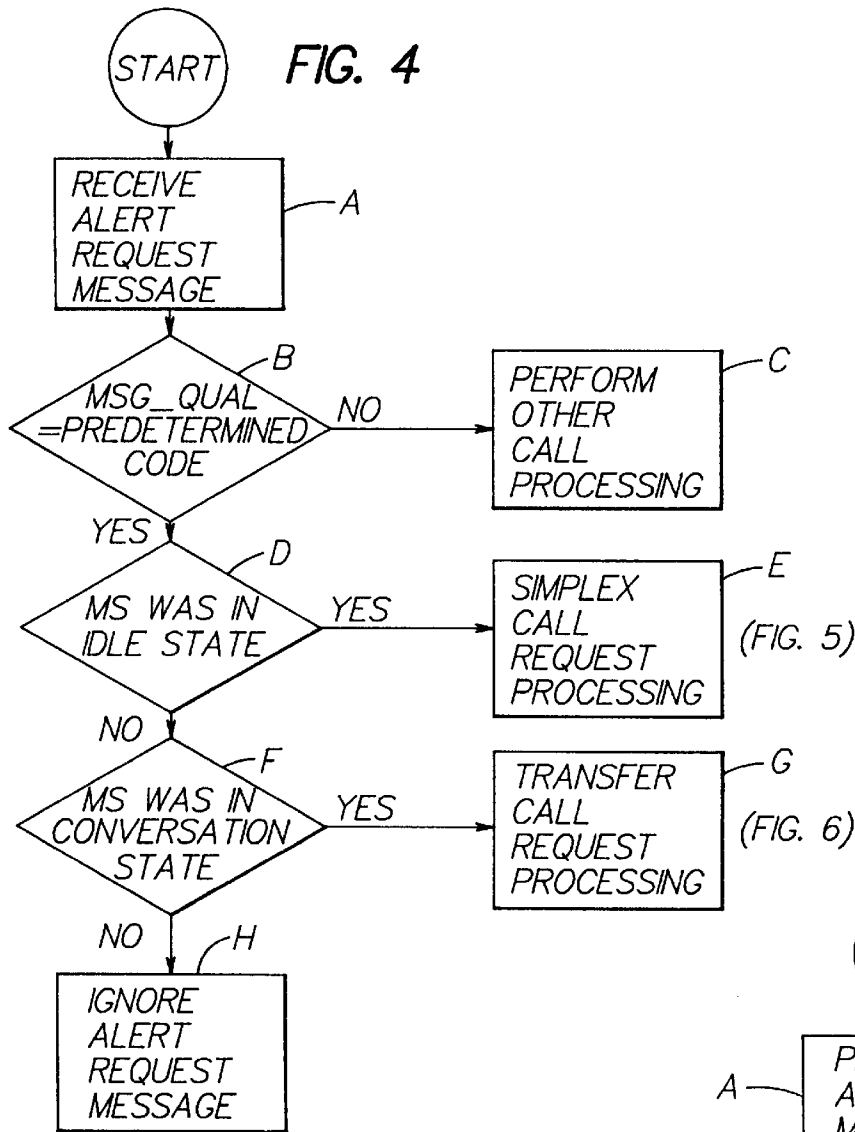 START
FIG. 4
RECEIVE
ALERT
REQUEST
MESSAGE
A
B
MSG_QUAL
=PREDETERMINED
CODE
NO
PERFORM
OTHER
CALL
PROCESSING
C
YES
D
MS WAS IN
IDLE STATE
YES
SIMPLEX
CALL
REQUEST
PROCESSING
E
(FIG. 5)
NO
F
MS WAS IN
CONVERSATION
STATE
YES
TRANSFER
CALL
REQUEST
PROCESSING
G
(FIG. 6)
NO
H
IGNORE
ALERT
REQUEST
MESSAGE
A